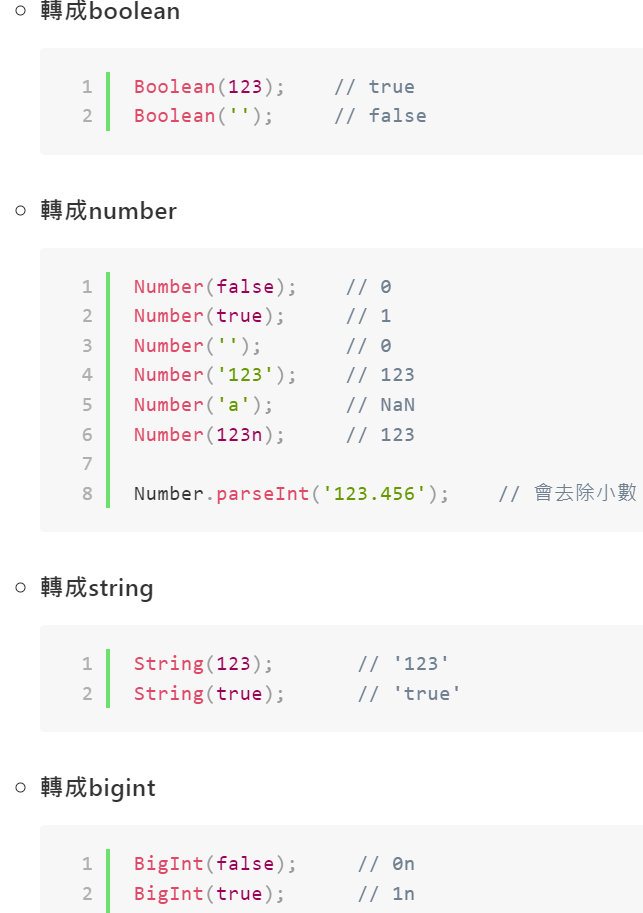 轉成boolean
1 Boolean(123);    // true
2 Boolean('');     // false
轉成number
1 Number(false);    // 0
2 Number(true);     // 1
3 Number('');       // 0
4 Number('123');    // 123
5 Number('a');      // NaN
6 Number(123n);     // 123
7
8 Number.parseInt('123.456');    // 會去除小數
轉成string
1 String(123);       // '123'
2 String(true);      // 'true'
轉成bigint
1 BigInt(false);     // 0n
2 BigInt(true);      // 1n